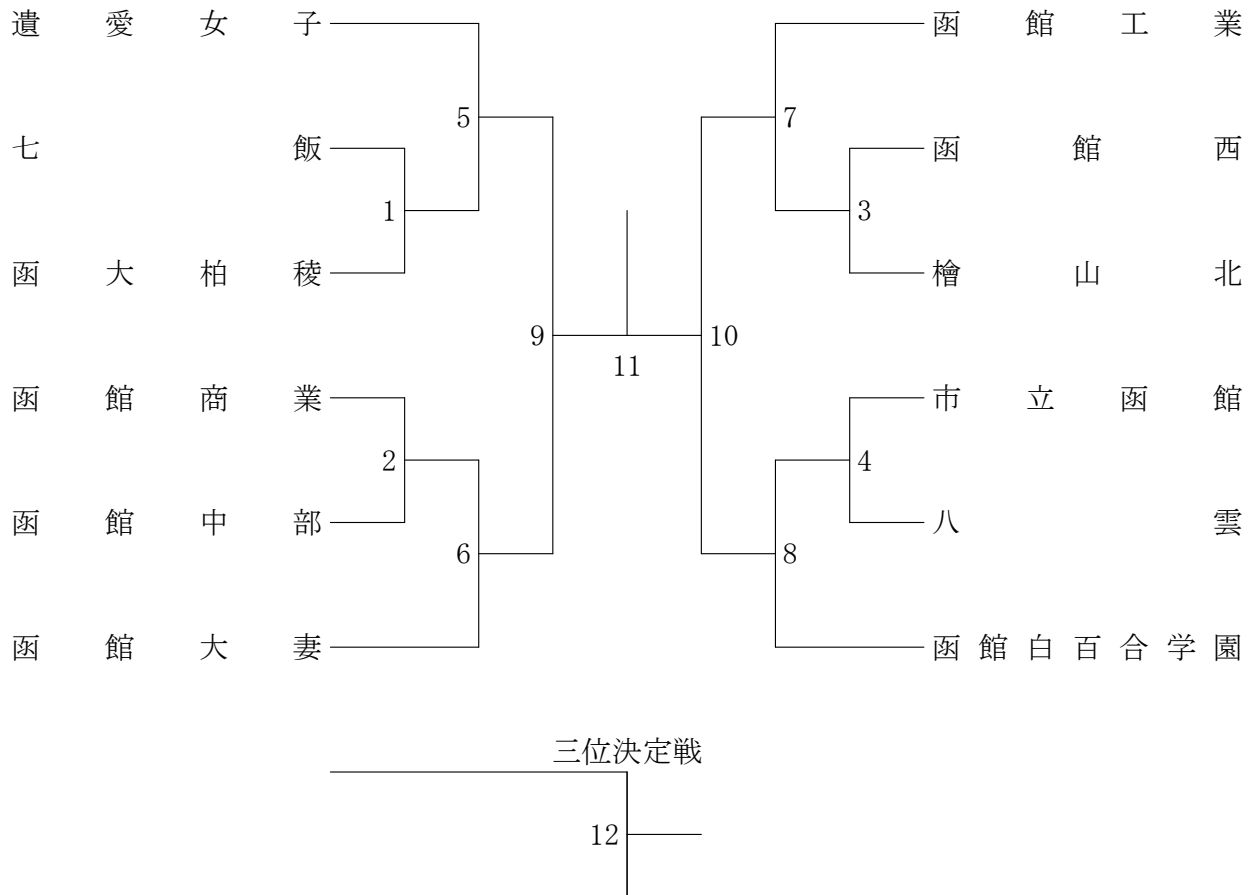 遺愛女子
函館工業
5
7
七飯
函館西
1
3
函大柏稜
檜山北
9
10
11
函館商業
市立函館
2
4
函館中部
八雲
6
8
函館大妻
函館白百合学園
三位決定戦
12